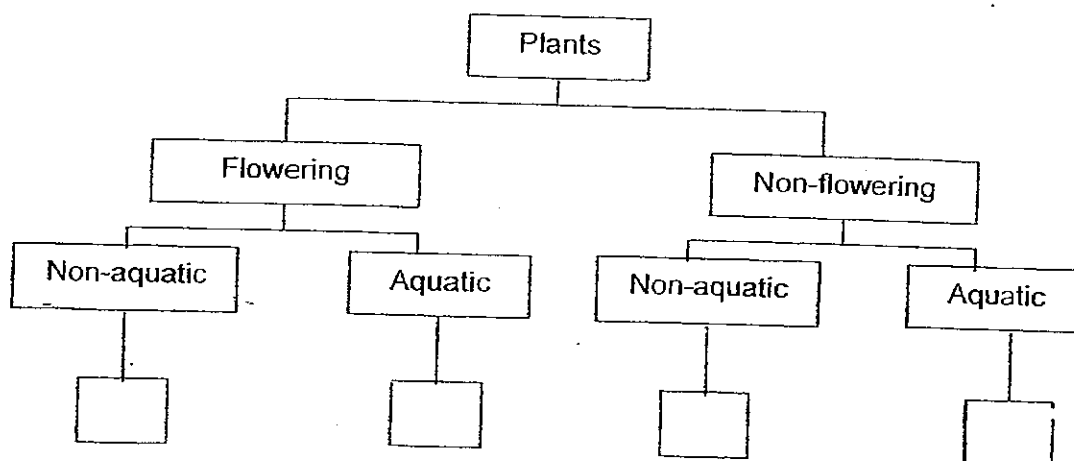 Plants
Flowering
Non-flowering
Non-aquatic
Aquatic
Non-aquatic
Aquatic